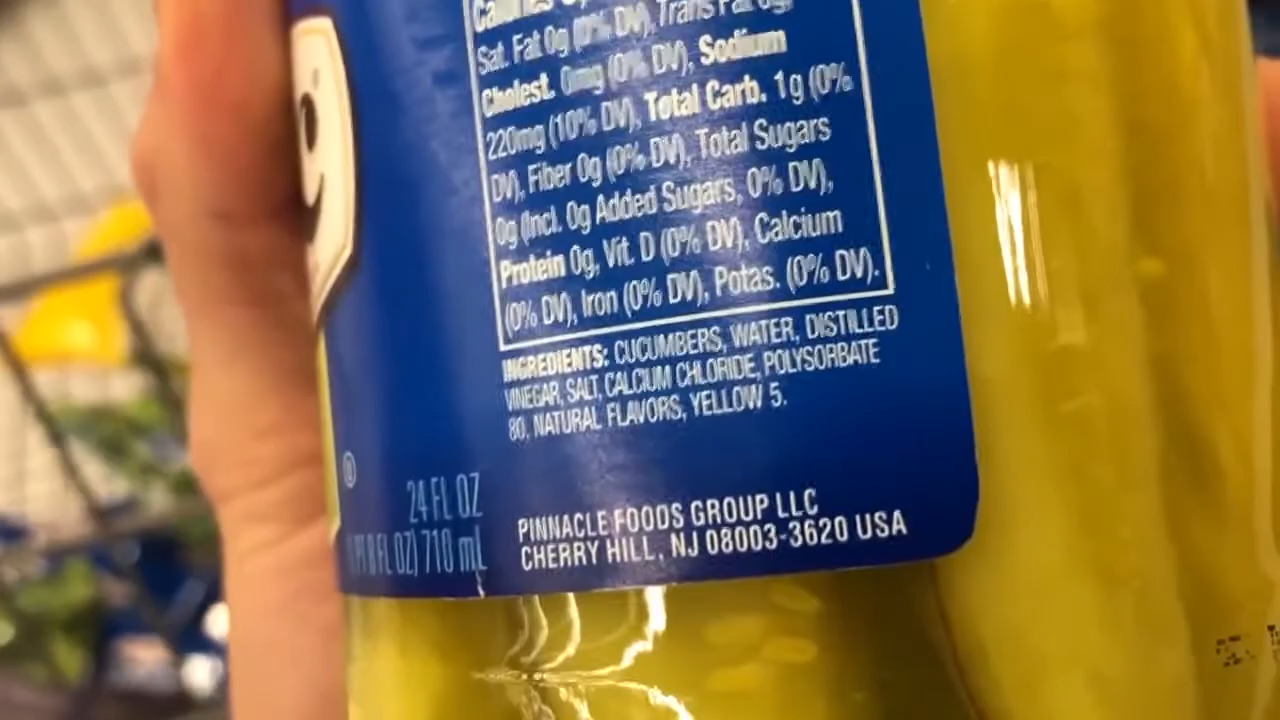 Calories
Sat. Fat 0g (0% DV), Trans Fat 0g,
Cholest. 0mg (0% DV), Sodium
220mg (10% DV), Total Carb. 1g (0%
DV), Fiber 0g (0% DV), Total Sugars
0g (Incl. 0g Added Sugars, 0% DV),
Protein 0g, Vit. D (0% DV), Calcium
(0% DV), Iron (0% DV), Potas. (0% DV).
INGREDIENTS: CUCUMBERS, WATER, DISTILLED
VINEGAR, SALT, CALCIUM CHLORIDE, POLYSORBATE
80, NATURAL FLAVORS, YELLOW 5.
®
24 FL OZ
8 FL OZ) 710 mL
PINNACLE FOODS GROUP LLC
CHERRY HILL, NJ 08003-3620 USA